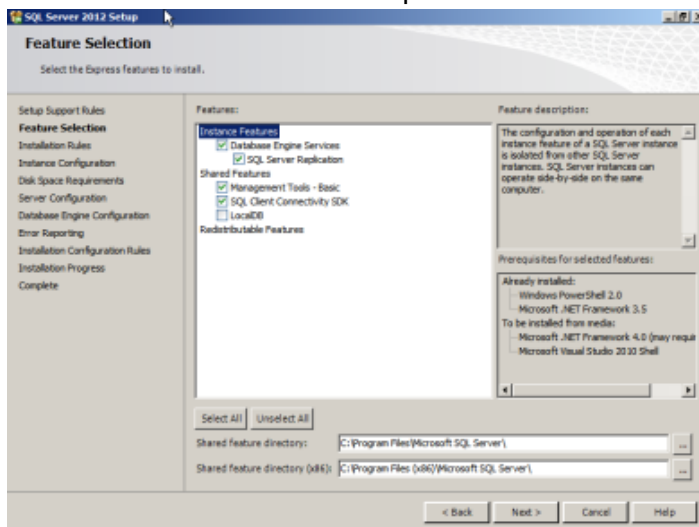 SQL Server 2012 Setup
Feature Selection
Select the Express features to install.
Setup Support Rules
Feature Selection
Installation Rules
Instance Configuration
Disk Space Requirements
Server Configuration
Database Engine Configuration
Error Reporting
Installation Configuration Rules
Installation Progress
Complete
Features:
Instance Features
Database Engine Services
SQL Server Replication
Shared Features
Management Tools - Basic
SQL Client Connectivity SDK
LocalDB
Redistributable Features
Feature description:
The configuration and operation of each
instance feature of a SQL Server instance
is isolated from other SQL Server
instances. SQL Server instances can
operate side-by-side on the same
computer.
Prerequisites for selected features:
Already installed:
Windows PowerShell 2.0
Microsoft .NET Framework 3.5
To be installed from media:
Microsoft .NET Framework 4.0 (may requir
Microsoft Visual Studio 2010 Shell
Select All Unselect All
Shared feature directory: C:\Program Files\Microsoft SQL Server\ ...
Shared feature directory (x86): C:\Program Files (x86)\Microsoft SQL Server\ ...
< Back Next > Cancel Help